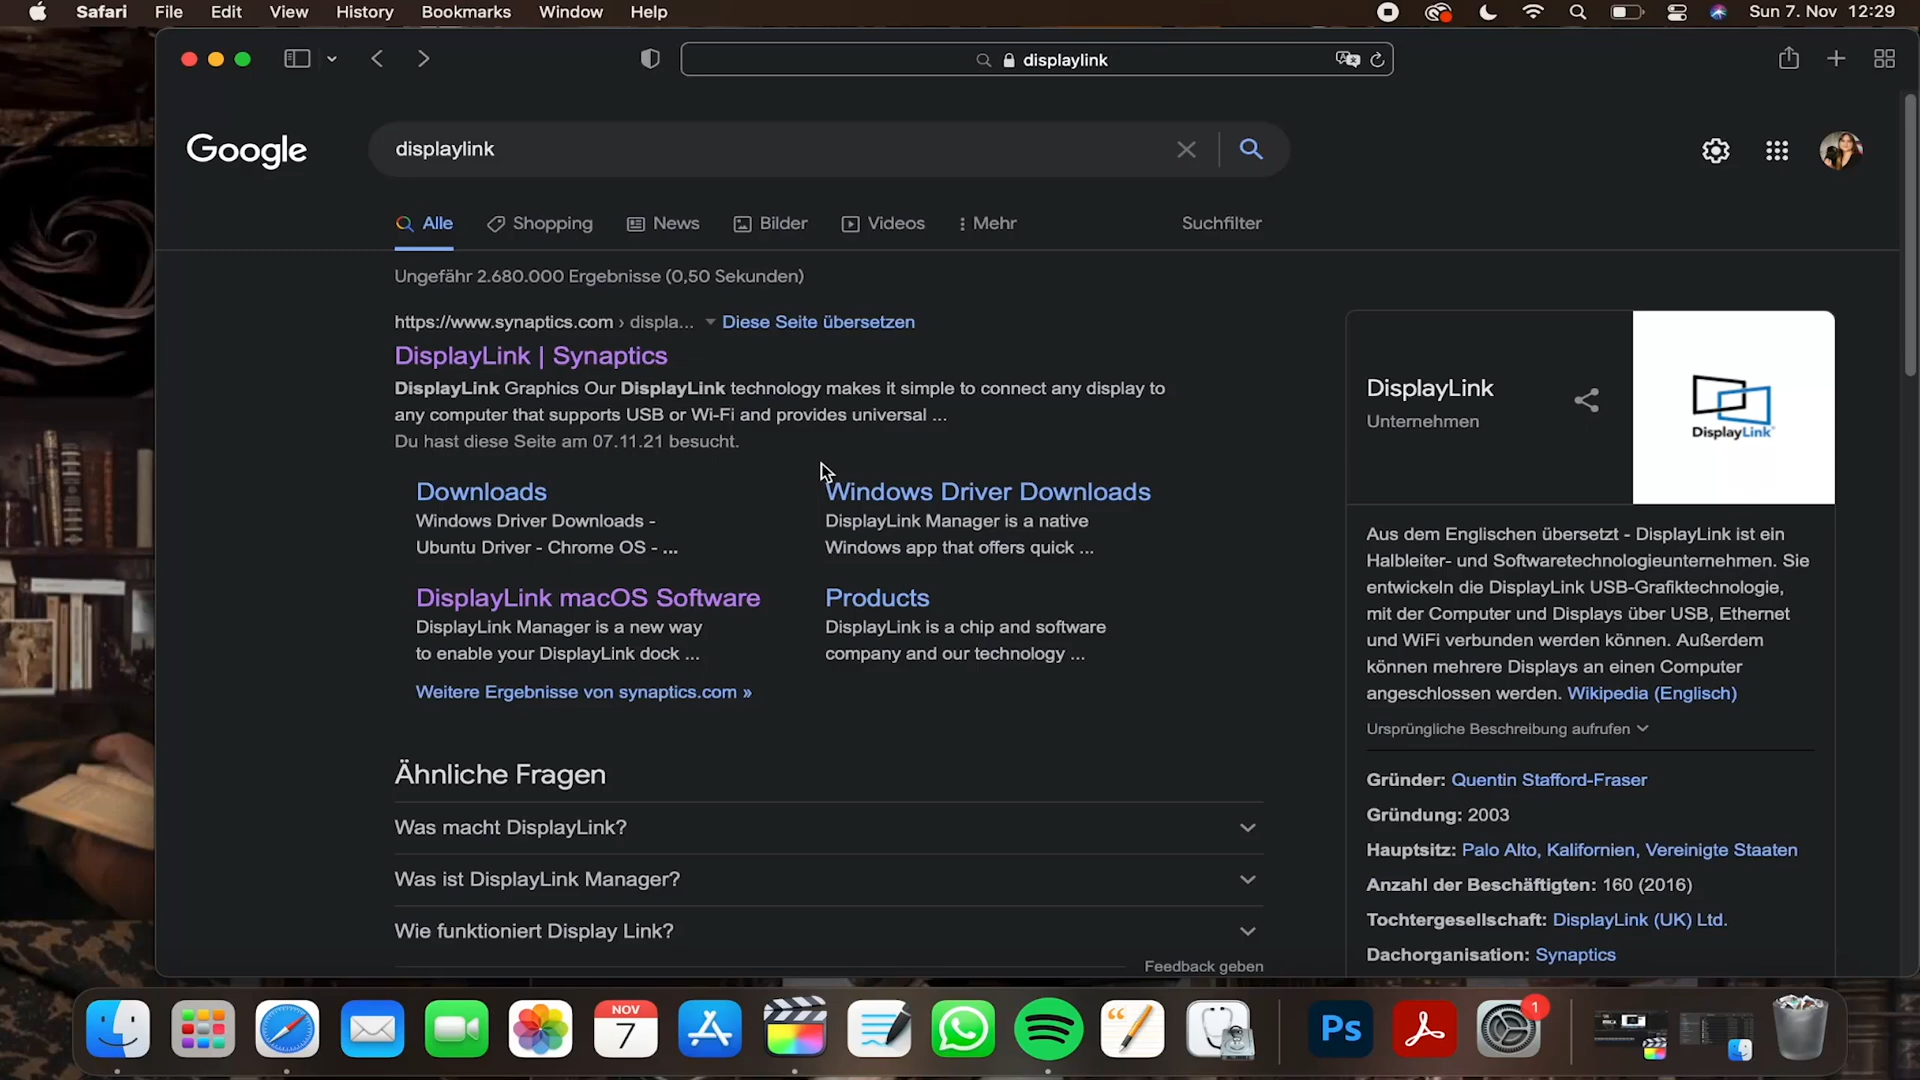 Safari File Edit View History Bookmarks Window Help Sun 7. Nov 12:29
displaylink
Google displaylink
Alle Shopping News Bilder Videos Mehr Suchfilter
Ungefähr 2.680.000 Ergebnisse (0,50 Sekunden)
https://www.synaptics.com › displa... Diese Seite übersetzen
DisplayLink | Synaptics
DisplayLink Graphics Our DisplayLink technology makes it simple to connect any display to
any computer that supports USB or Wi-Fi and provides universal ...
Du hast diese Seite am 07.11.21 besucht.
Downloads
Windows Driver Downloads -
Ubuntu Driver - Chrome OS - ...
Windows Driver Downloads
DisplayLink Manager is a native
Windows app that offers quick ...
DisplayLink macOS Software
DisplayLink Manager is a new way
to enable your DisplayLink dock ...
Products
DisplayLink is a chip and software
company and our technology ...
Weitere Ergebnisse von synaptics.com »
Ähnliche Fragen
Was macht DisplayLink?
Was ist DisplayLink Manager?
Wie funktioniert Display Link?
Feedback geben
DisplayLink
Unternehmen
DisplayLink
Aus dem Englischen übersetzt - DisplayLink ist ein
Halbleiter- und Softwaretechnologieunternehmen. Sie
entwickeln die DisplayLink USB-Grafiktechnologie,
mit der Computer und Displays über USB, Ethernet
und WiFi verbunden werden können. Außerdem
können mehrere Displays an einen Computer
angeschlossen werden. Wikipedia (Englisch)
Ursprüngliche Beschreibung aufrufen
Gründer: Quentin Stafford-Fraser
Gründung: 2003
Hauptsitz: Palo Alto, Kalifornien, Vereinigte Staaten
Anzahl der Beschäftigten: 160 (2016)
Tochtergesellschaft: DisplayLink (UK) Ltd.
Dachorganisation: Synaptics
NOV
7
Ps
1